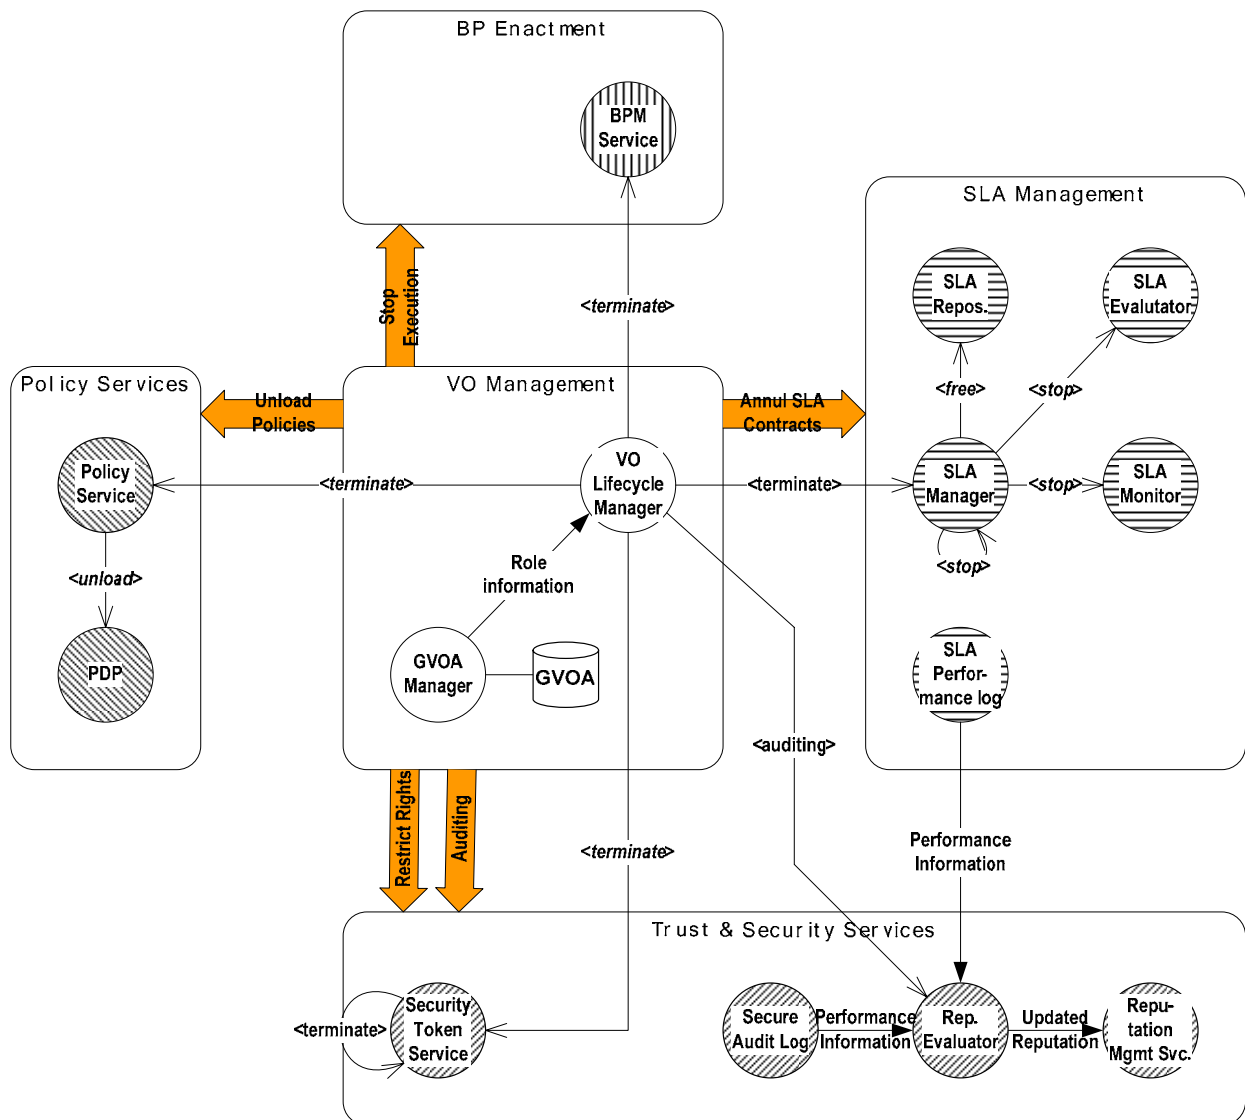 BP Enactment
BPM
Service
SLA Management
SLA
Repos.
SLA
Evalutator
Stop
Execution
<terminate>
<free>
<stop>
Policy Services
VO Management
Unload
Policies
Annul SLA
Contracts
Policy
Service
<terminate>
VO
Lifecycle
Manager
<terminate>
SLA
Manager
<stop>
SLA
Monitor
<stop>
<unload>
Role
information
PDP
GVOA
Manager
GVOA
SLA
Perfor-
mance log
<auditing>
Restrict Rights
Auditing
<terminate>
Performance
Information
Trust & Security Services
<terminate>
Security
Token
Service
Secure
Audit Log
Performance
Information
Rep.
Evaluator
Updated
Reputation
Repu-
tation
Mgmt Svc.